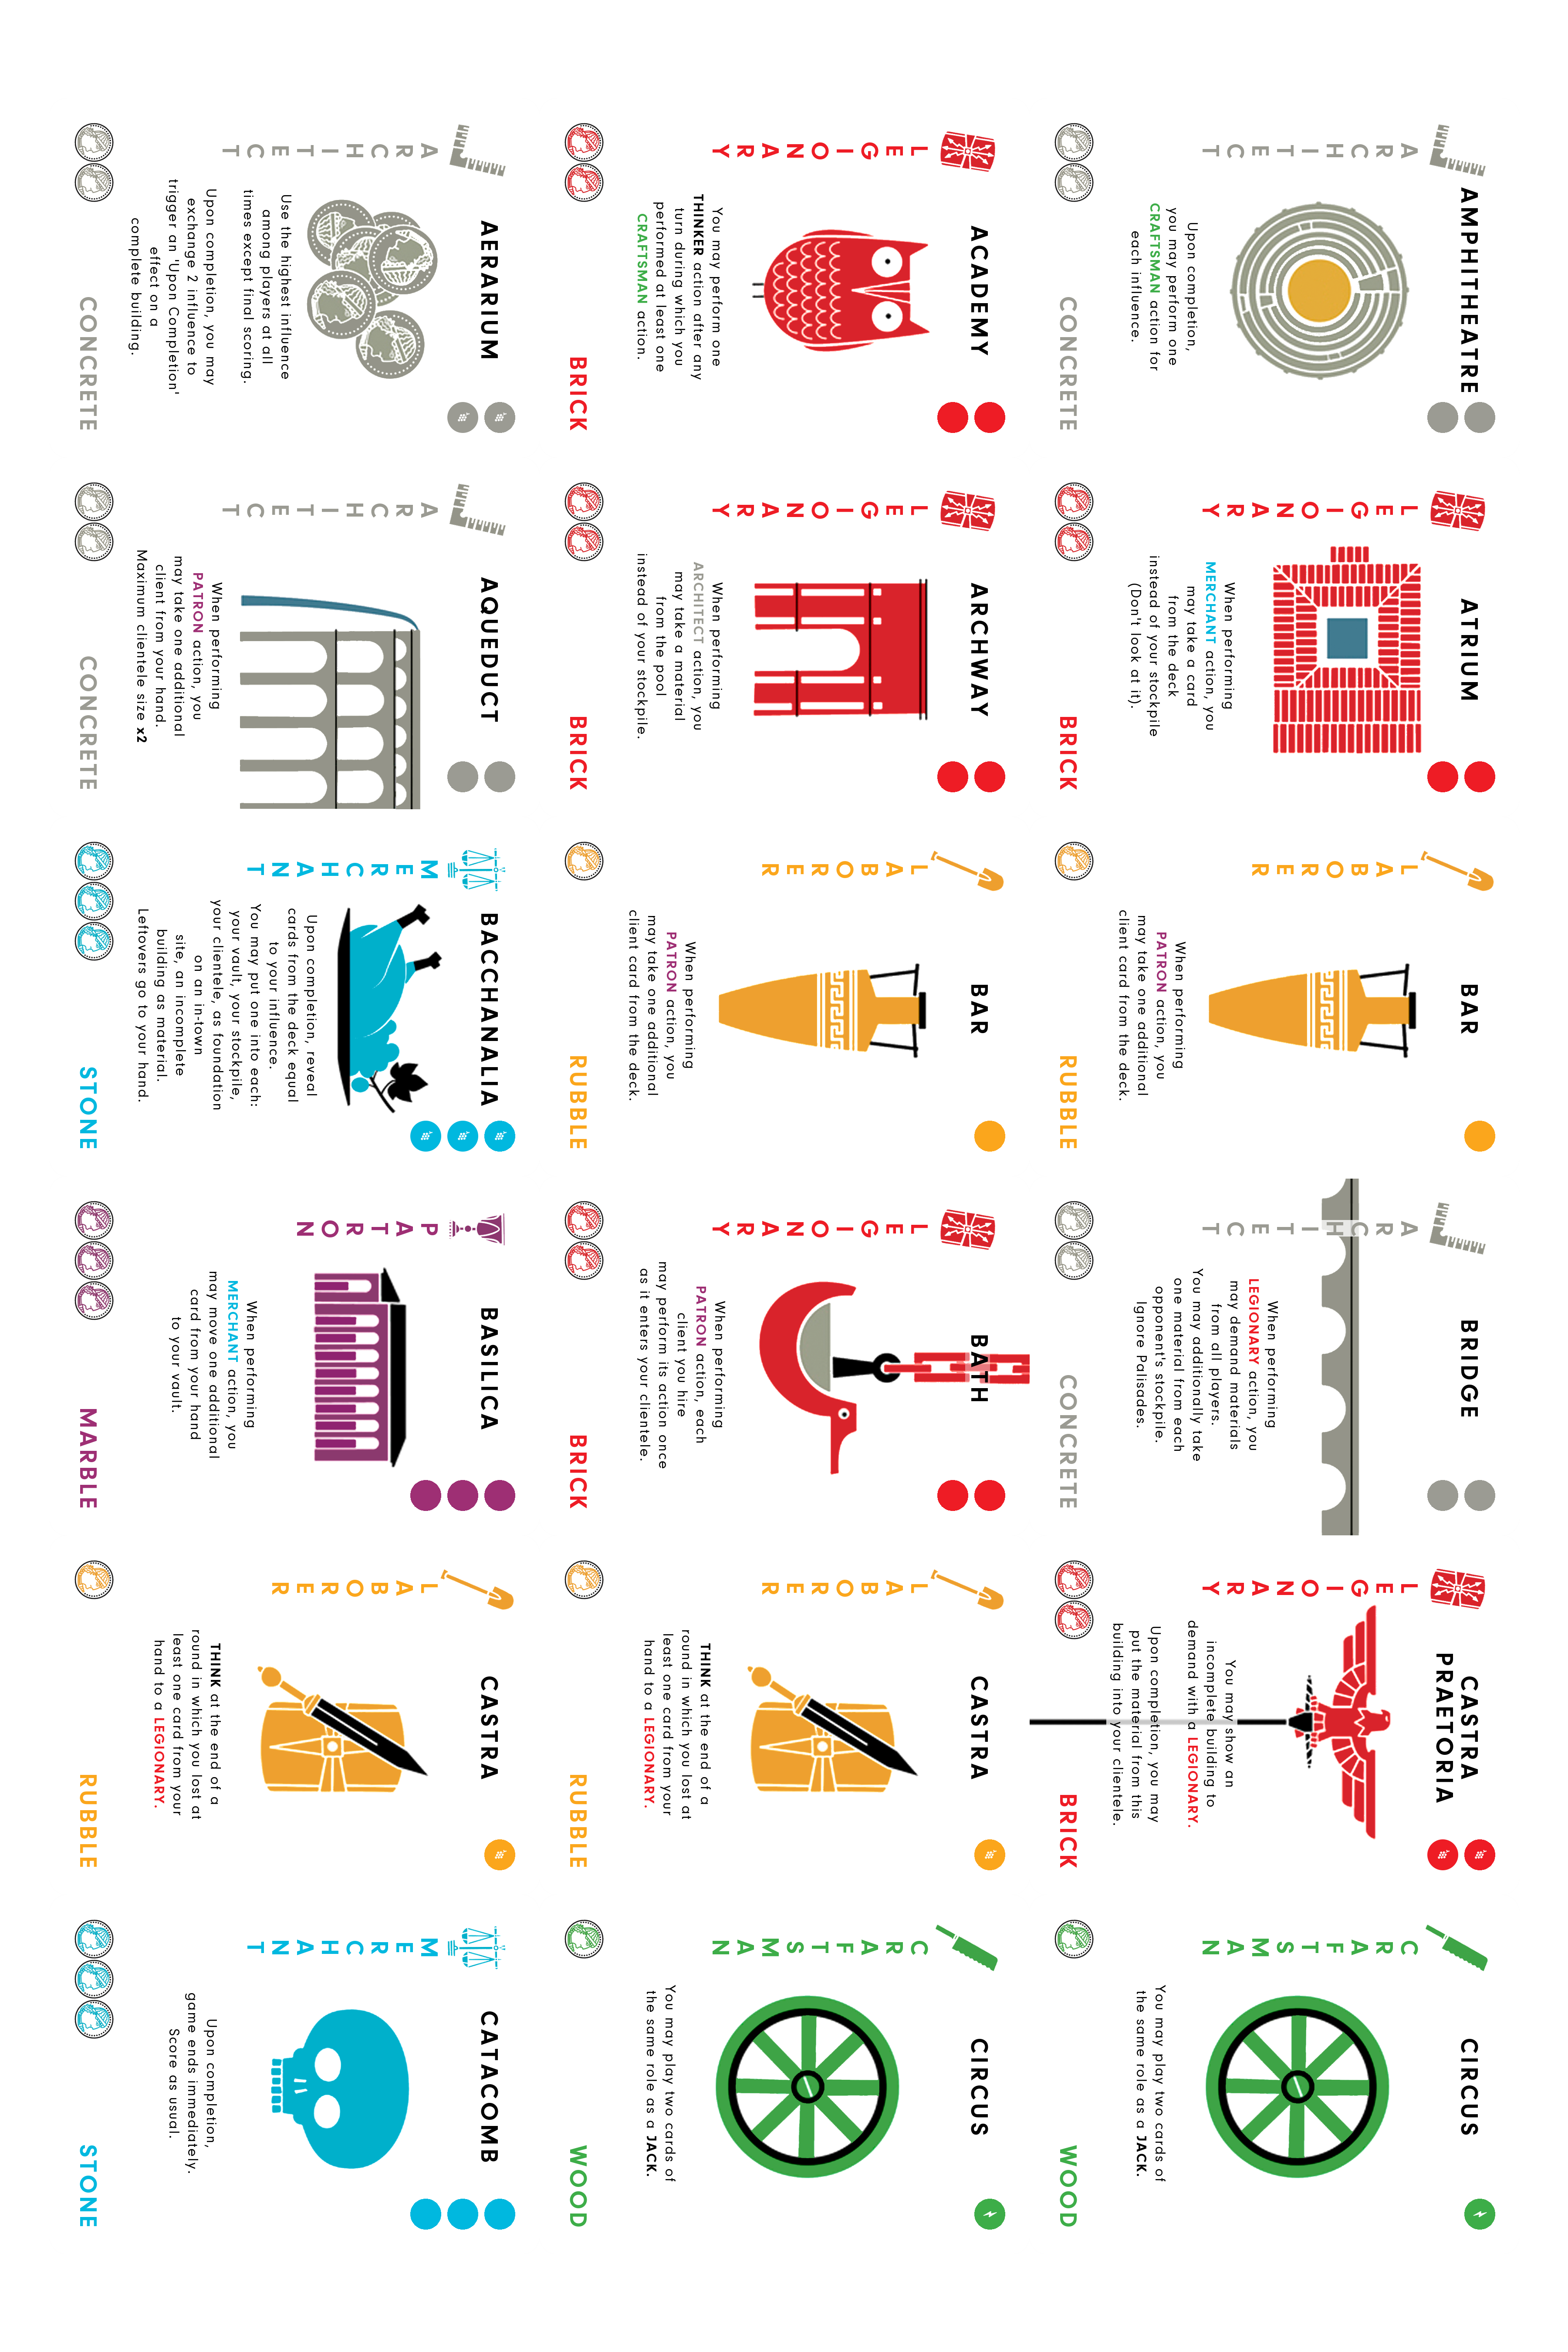 ARCHITECT
AMPHITHEATRE
Upon completion,
you may perform one
CRAFTSMAN action for
each influence.
CONCRETE
LEGIONARY
ATRIUM
When performing
MERCHANT action, you
may take a card
from the deck
instead of your stockpile
(Don't look at it).
BRICK
LABORER
BAR
When performing
PATRON action, you
may take one additional
client card from the deck.
RUBBLE
ARCHITECT
BRIDGE
When performing
LEGIONARY action, you
may demand materials
from all players.
You may additionally take
one material from each
opponent's stockpile.
Ignore Palisades.
CONCRETE
LEGIONARY
CASTRA
PRAETORIA
You may show an
incomplete building to
demand with a LEGIONARY.
Upon completion, you may
put the material from this
building into your clientele.
BRICK
CRAFTSMAN
CIRCUS
You may play two cards of
the same role as a JACK.
WOOD
LEGIONARY
ACADEMY
You may perform one
THINKER action after any
turn during which you
performed at least one
CRAFTSMAN action.
BRICK
LEGIONARY
ARCHWAY
When performing
ARCHITECT action, you
may take a material
from the pool
instead of your stockpile.
BRICK
LABORER
BAR
When performing
PATRON action, you
may take one additional
client card from the deck.
RUBBLE
LEGIONARY
BATH
When performing
PATRON action, each
client you hire
may perform its action once
as it enters your clientele.
BRICK
LABORER
CASTRA
THINK at the end of a
round in which you lost at
least one card from your
hand to a LEGIONARY.
RUBBLE
CRAFTSMAN
CIRCUS
You may play two cards of
the same role as a JACK.
WOOD
ARCHITECT
AERARIUM
Use the highest influence
among players at all
times except final scoring.
Upon completion, you may
exchange 2 influence to
trigger an 'Upon Completion'
effect on a
complete building.
CONCRETE
ARCHITECT
AQUEDUCT
When performing
PATRON action, you
may take one additional
client from your hand.
Maximum clientele size x2
CONCRETE
MERCHANT
BACCHANALIA
Upon completion, reveal
cards from the deck equal
to your influence.
You may put one into each:
your vault, your stockpile,
your clientele, as foundation
on an in-town
site, an incomplete
building as material.
Leftovers go to your hand.
STONE
PATRON
BASILICA
When performing
MERCHANT action, you
may move one additional
card from your hand
to your vault.
MARBLE
LABORER
CASTRA
THINK at the end of a
round in which you lost at
least one card from your
hand to a LEGIONARY.
RUBBLE
MERCHANT
CATACOMB
Upon completion,
game ends immediately.
Score as usual.
STONE